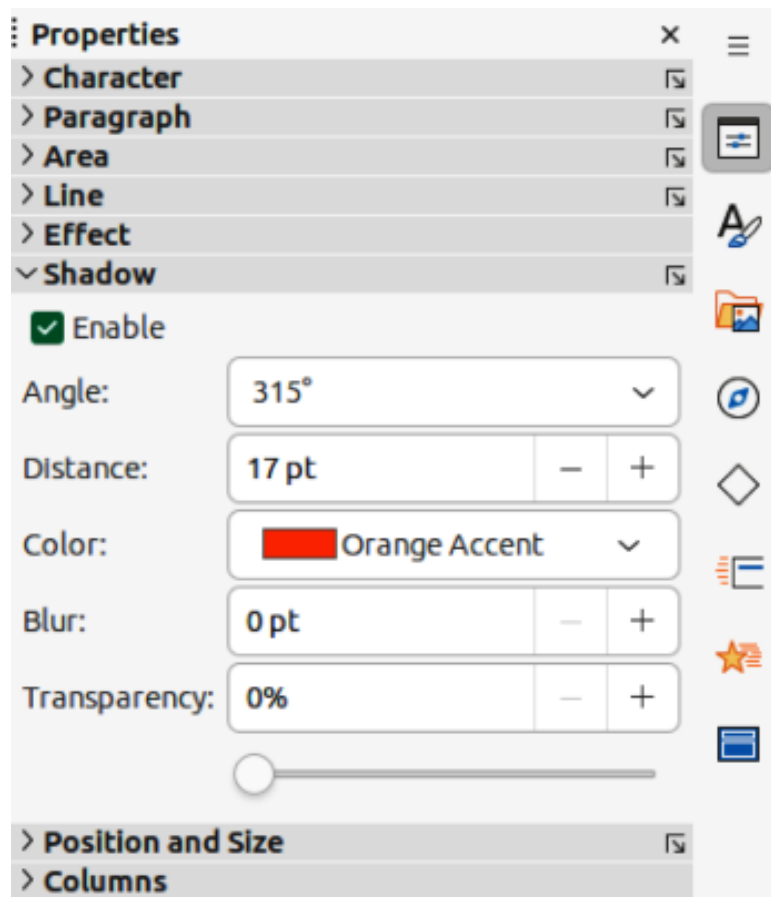 Properties
Character
Paragraph
Area
Line
Effect
Shadow
Enable
Angle: 315°
Distance: 17 pt
Color: Orange Accent
Blur: 0 pt
Transparency: 0%
Position and Size
Columns